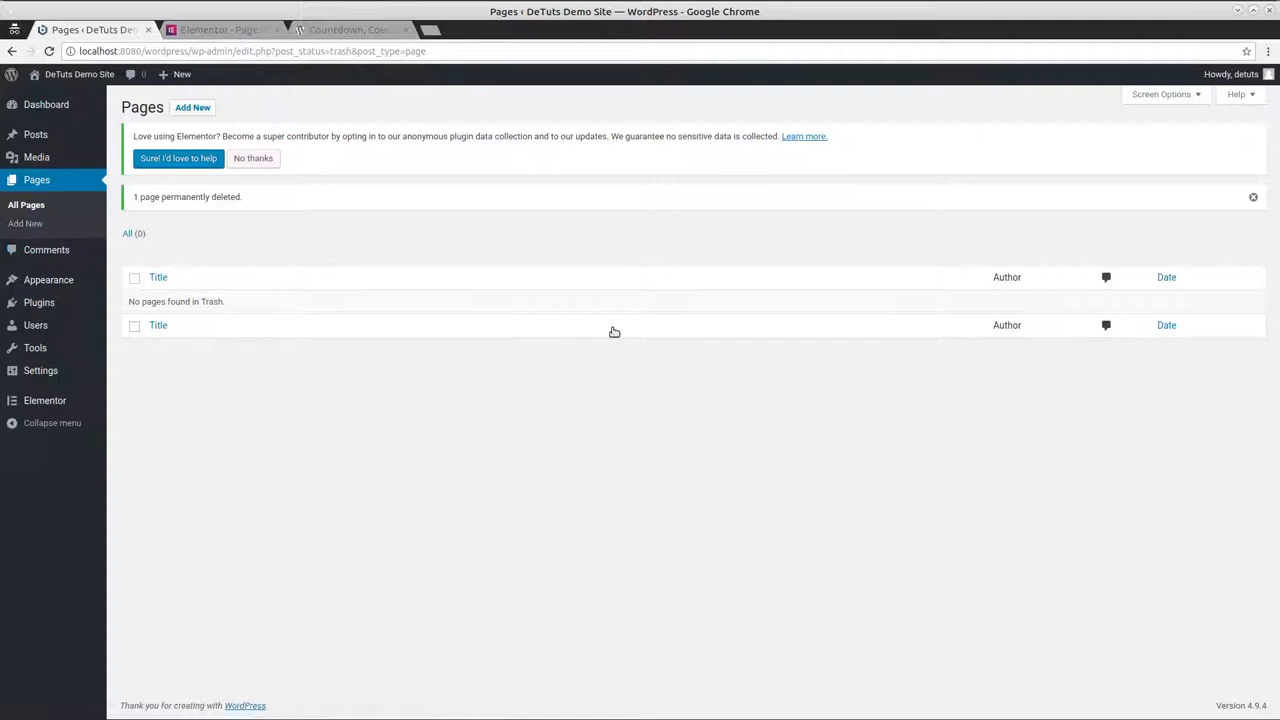 Pages ‹ DeTuts Demo Site — WordPress - Google Chrome
Pages ‹ DeTuts Demo
Elementor - Page
Countdown, Cou
localhost:8080/wordpress/wp-admin/edit.php?post_status=trash&post_type=page
DeTuts Demo Site
0
New
Howdy, detuts
Screen Options
Help
Dashboard
Posts
Media
Pages
All Pages
Add New
Comments
Appearance
Plugins
Users
Tools
Settings
Elementor
Collapse menu
Pages
Add New
Love using Elementor? Become a super contributor by opting in to our anonymous plugin data collection and to our updates. We guarantee no sensitive data is collected. Learn more.
Sure! I'd love to help
No thanks
1 page permanently deleted.
All (0)
Title
Author
Date
No pages found in Trash.
Title
Author
Date
Thank you for creating with WordPress
Version 4.9.4